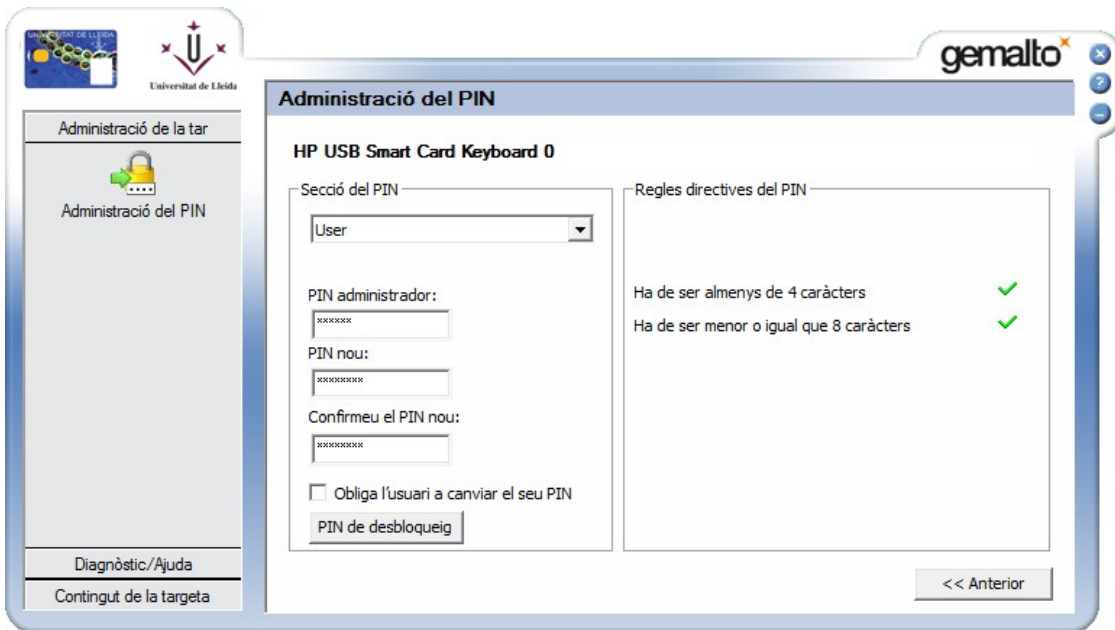 UNIVERSITAT DE LLEIDA
Universitat de Lleida
gemalto
Administració del PIN
Administració de la tar
Administració del PIN
HP USB Smart Card Keyboard 0
Secció del PIN
User
PIN administrador:
xxxxxx
PIN nou:
xxxxxxxx
Confirmeu el PIN nou:
xxxxxxxx
Obliga l'usuari a canviar el seu PIN
PIN de desbloqueig
Regles directives del PIN
Ha de ser almenys de 4 caràcters
Ha de ser menor o igual que 8 caràcters
Diagnòstic/Ajuda
Contingut de la targeta
<< Anterior